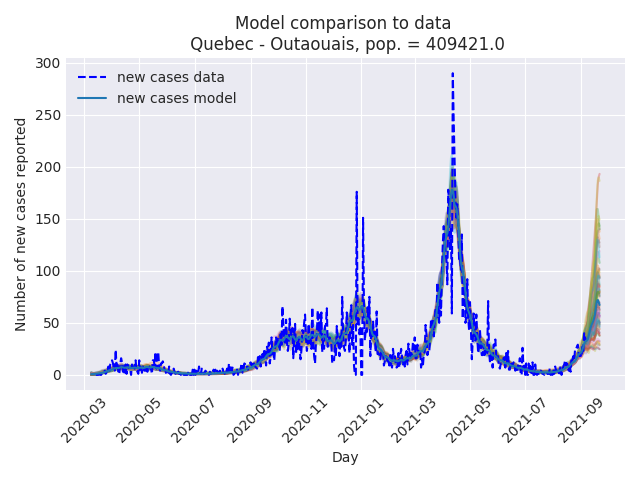 Model comparison to data
Quebec - Outaouais, pop. = 409421.0
new cases data
new cases model
Number of new cases reported
300
250
200
150
100
50
0
2020-03
2020-05
2020-07
2020-09
2020-11
2021-01
2021-03
2021-05
2021-07
2021-09
Day